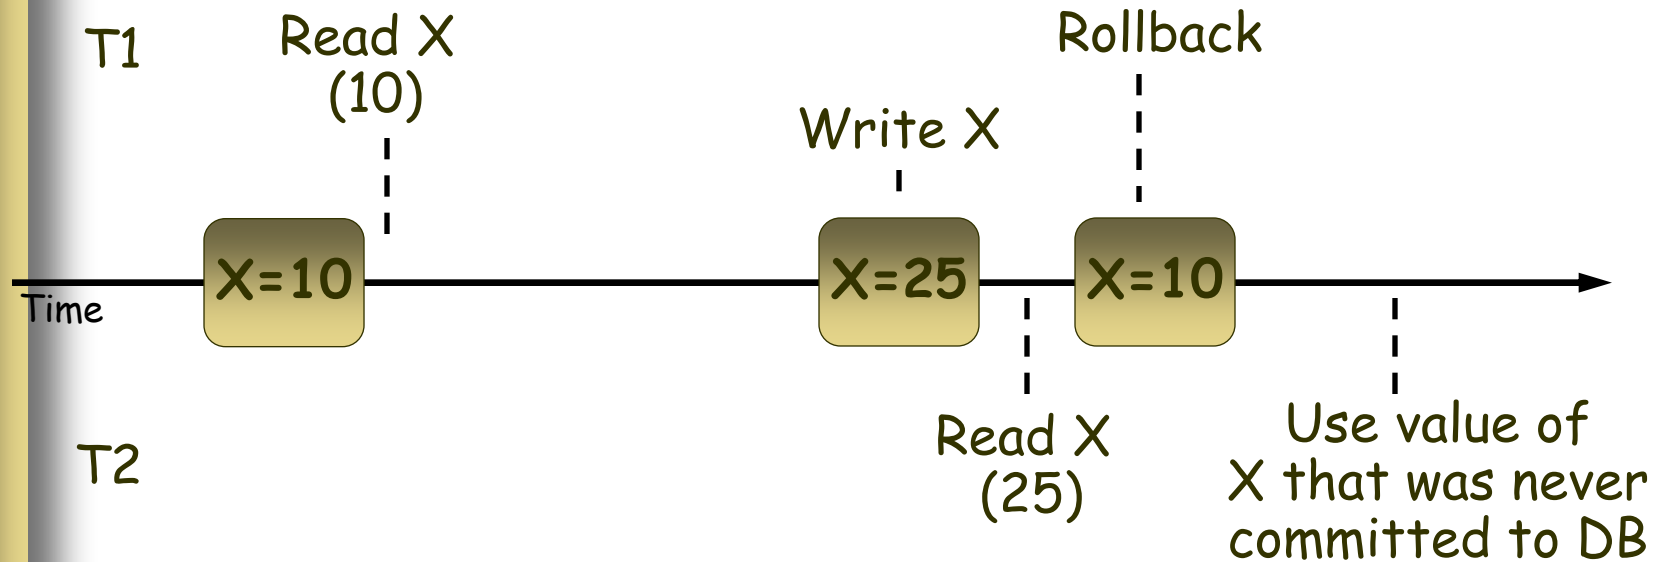 T1
Read X
(10)
Write X
Rollback
X=10
X=25
X=10
Time
T2
Read X
(25)
Use value of
X that was never
committed to DB